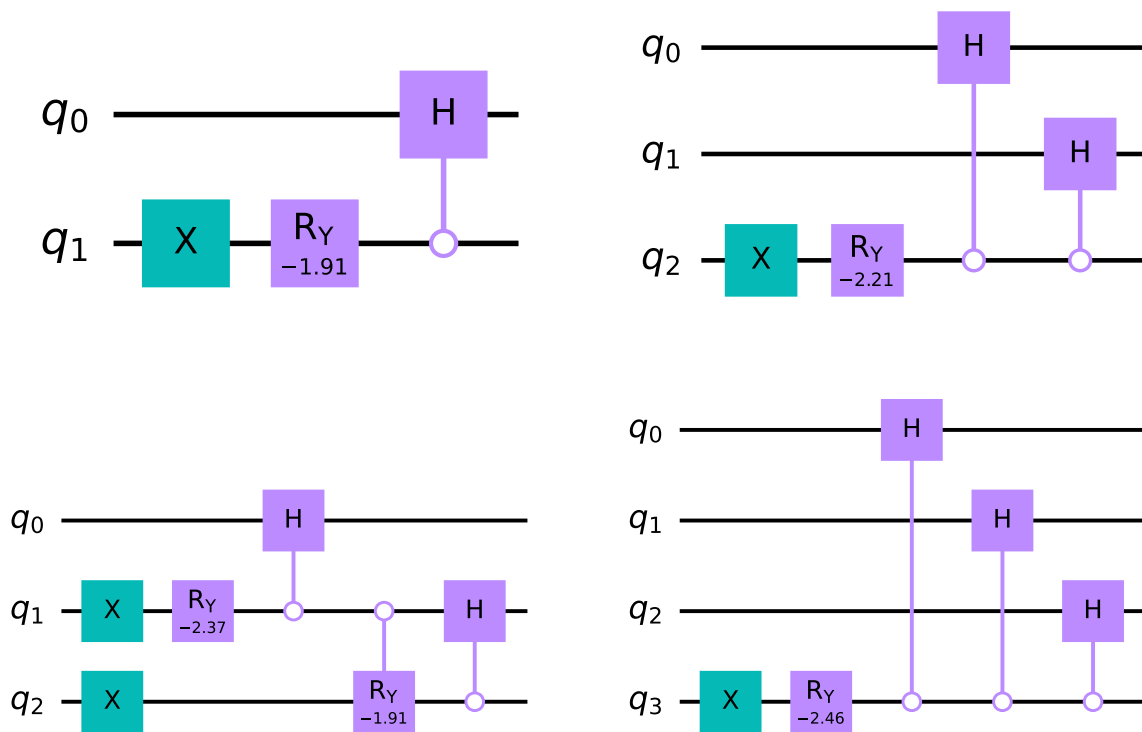 q0 H
q1 X RY −1.91
q0 H
q1 H
q2 X RY −2.21
q0 H
q1 X RY −2.37 H
q2 X RY −1.91
q0 H
q1 H
q2 H
q3 X RY −2.46